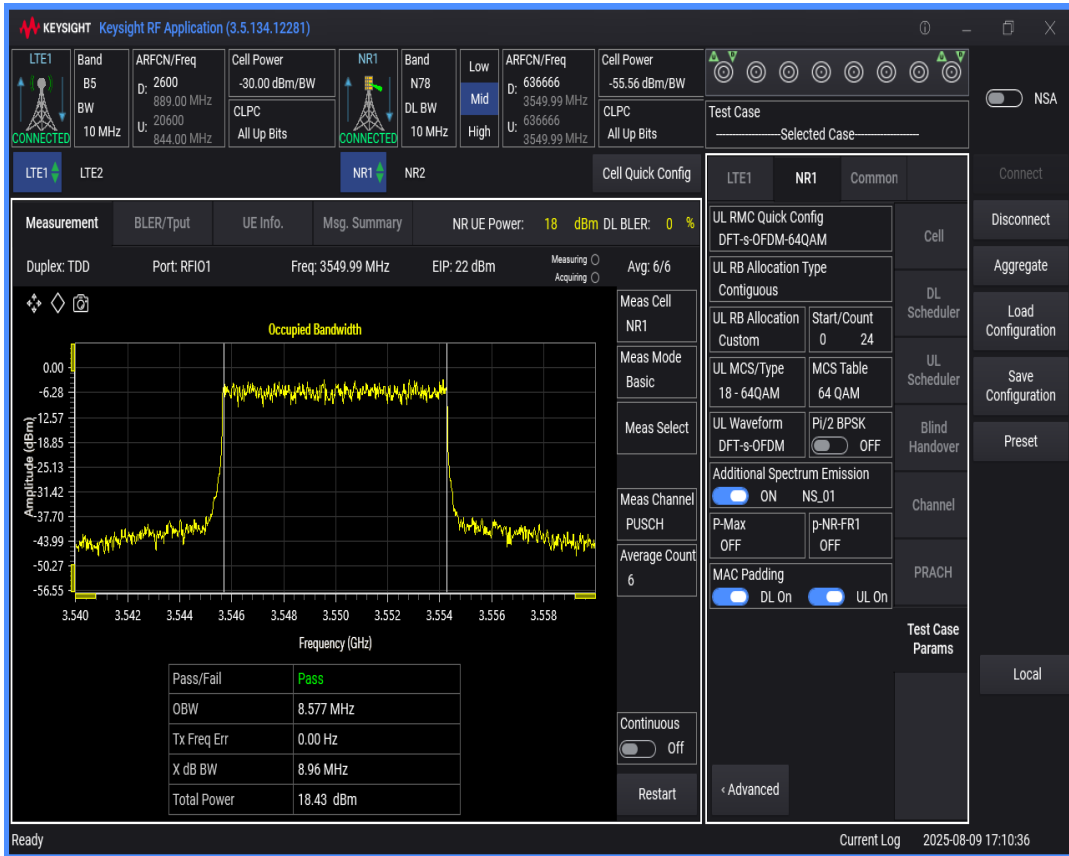 KEYSIGHT Keysight RF Application (3.5.134.12281)
LTE1 Band ARFCN/Freq Cell Power NR1 Band Low ARFCN/Freq Cell Power
B5 D: 2600 -30.00 dBm/BW N78 D: 636666 -55.56 dBm/BW
889.00 MHz 3549.99 MHz
BW CLPC DL BW Mid CLPC
CONNECTED 10 MHz U: 20600 All Up Bits CONNECTED 10 MHz High U: 636666 All Up Bits
844.00 MHz 3549.99 MHz
A B A B
Test Case
Selected Case
NSA
LTE1 LTE2 NR1 NR2 Cell Quick Config
LTE1 NR1 Common
Connect
Measurement BLER/Tput UE Info. Msg. Summary NR UE Power: 18 dBm DL BLER: 0 %
Duplex: TDD Port: RFIO1 Freq: 3549.99 MHz EIP: 22 dBm Measuring Avg: 6/6
Acquiring
Occupied Bandwidth
Amplitude (dBm)
0.00
-6.28
-12.57
-18.85
-25.13
-31.42
-37.70
-43.99
-50.27
-56.55
3.540 3.542 3.544 3.546 3.548 3.550 3.552 3.554 3.556 3.558
Frequency (GHz)
Pass/Fail Pass
OBW 8.577 MHz
Tx Freq Err 0.00 Hz
X dB BW 8.96 MHz
Total Power 18.43 dBm
Meas Cell
NR1
Meas Mode
Basic
Meas Select
Meas Channel
PUSCH
Average Count
6
Continuous
Off
Restart
UL RMC Quick Config
DFT-s-OFDM-64QAM
UL RB Allocation Type
Contiguous
UL RB Allocation Start/Count
Custom 0 24
UL MCS/Type MCS Table
18 - 64QAM 64 QAM
UL Waveform Pi/2 BPSK
DFT-s-OFDM OFF
Additional Spectrum Emission
ON NS_01
P-Max p-NR-FR1
OFF OFF
MAC Padding
DL On UL On
‹ Advanced
Cell
DL
Scheduler
UL
Scheduler
Blind
Handover
Channel
PRACH
Test Case
Params
Disconnect
Aggregate
Load
Configuration
Save
Configuration
Preset
Local
Ready Current Log 2025-08-09 17:10:36